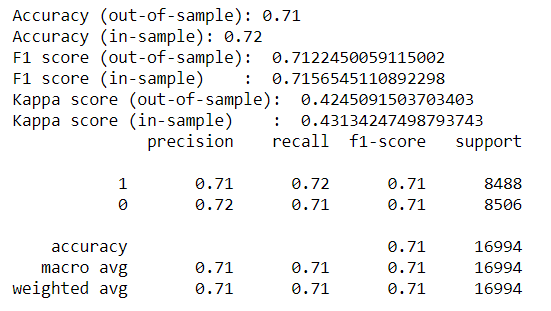 Accuracy (out-of-sample): 0.71
Accuracy (in-sample): 0.72
F1 score (out-of-sample):  0.7122450059115002
F1 score (in-sample)    :  0.7156545110892298
Kappa score (out-of-sample):  0.4245091503703403
Kappa score (in-sample)    :  0.43134247498793743
precision    recall  f1-score   support
1       0.71      0.72      0.71      8488
0       0.72      0.71      0.71      8506
accuracy                           0.71     16994
macro avg       0.71      0.71      0.71     16994
weighted avg       0.71      0.71      0.71     16994